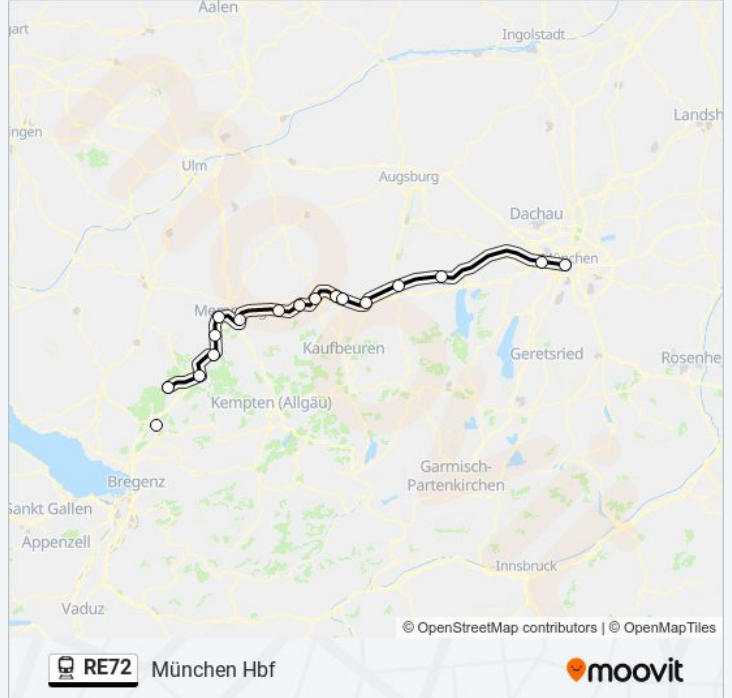 Aalen
Ingolstadt
Landsh
Ulm
Augsburg
Dachau
Kaufbeuren
Geretsried
Rosenhe
Kempten (Allgäu)
Garmisch-
Partenkirchen
Bregenz
Sankt Gallen
Appenzell
Innsbruck
Vaduz
© OpenStreetMap contributors | © OpenMapTiles
RE72 München Hbf
moovit